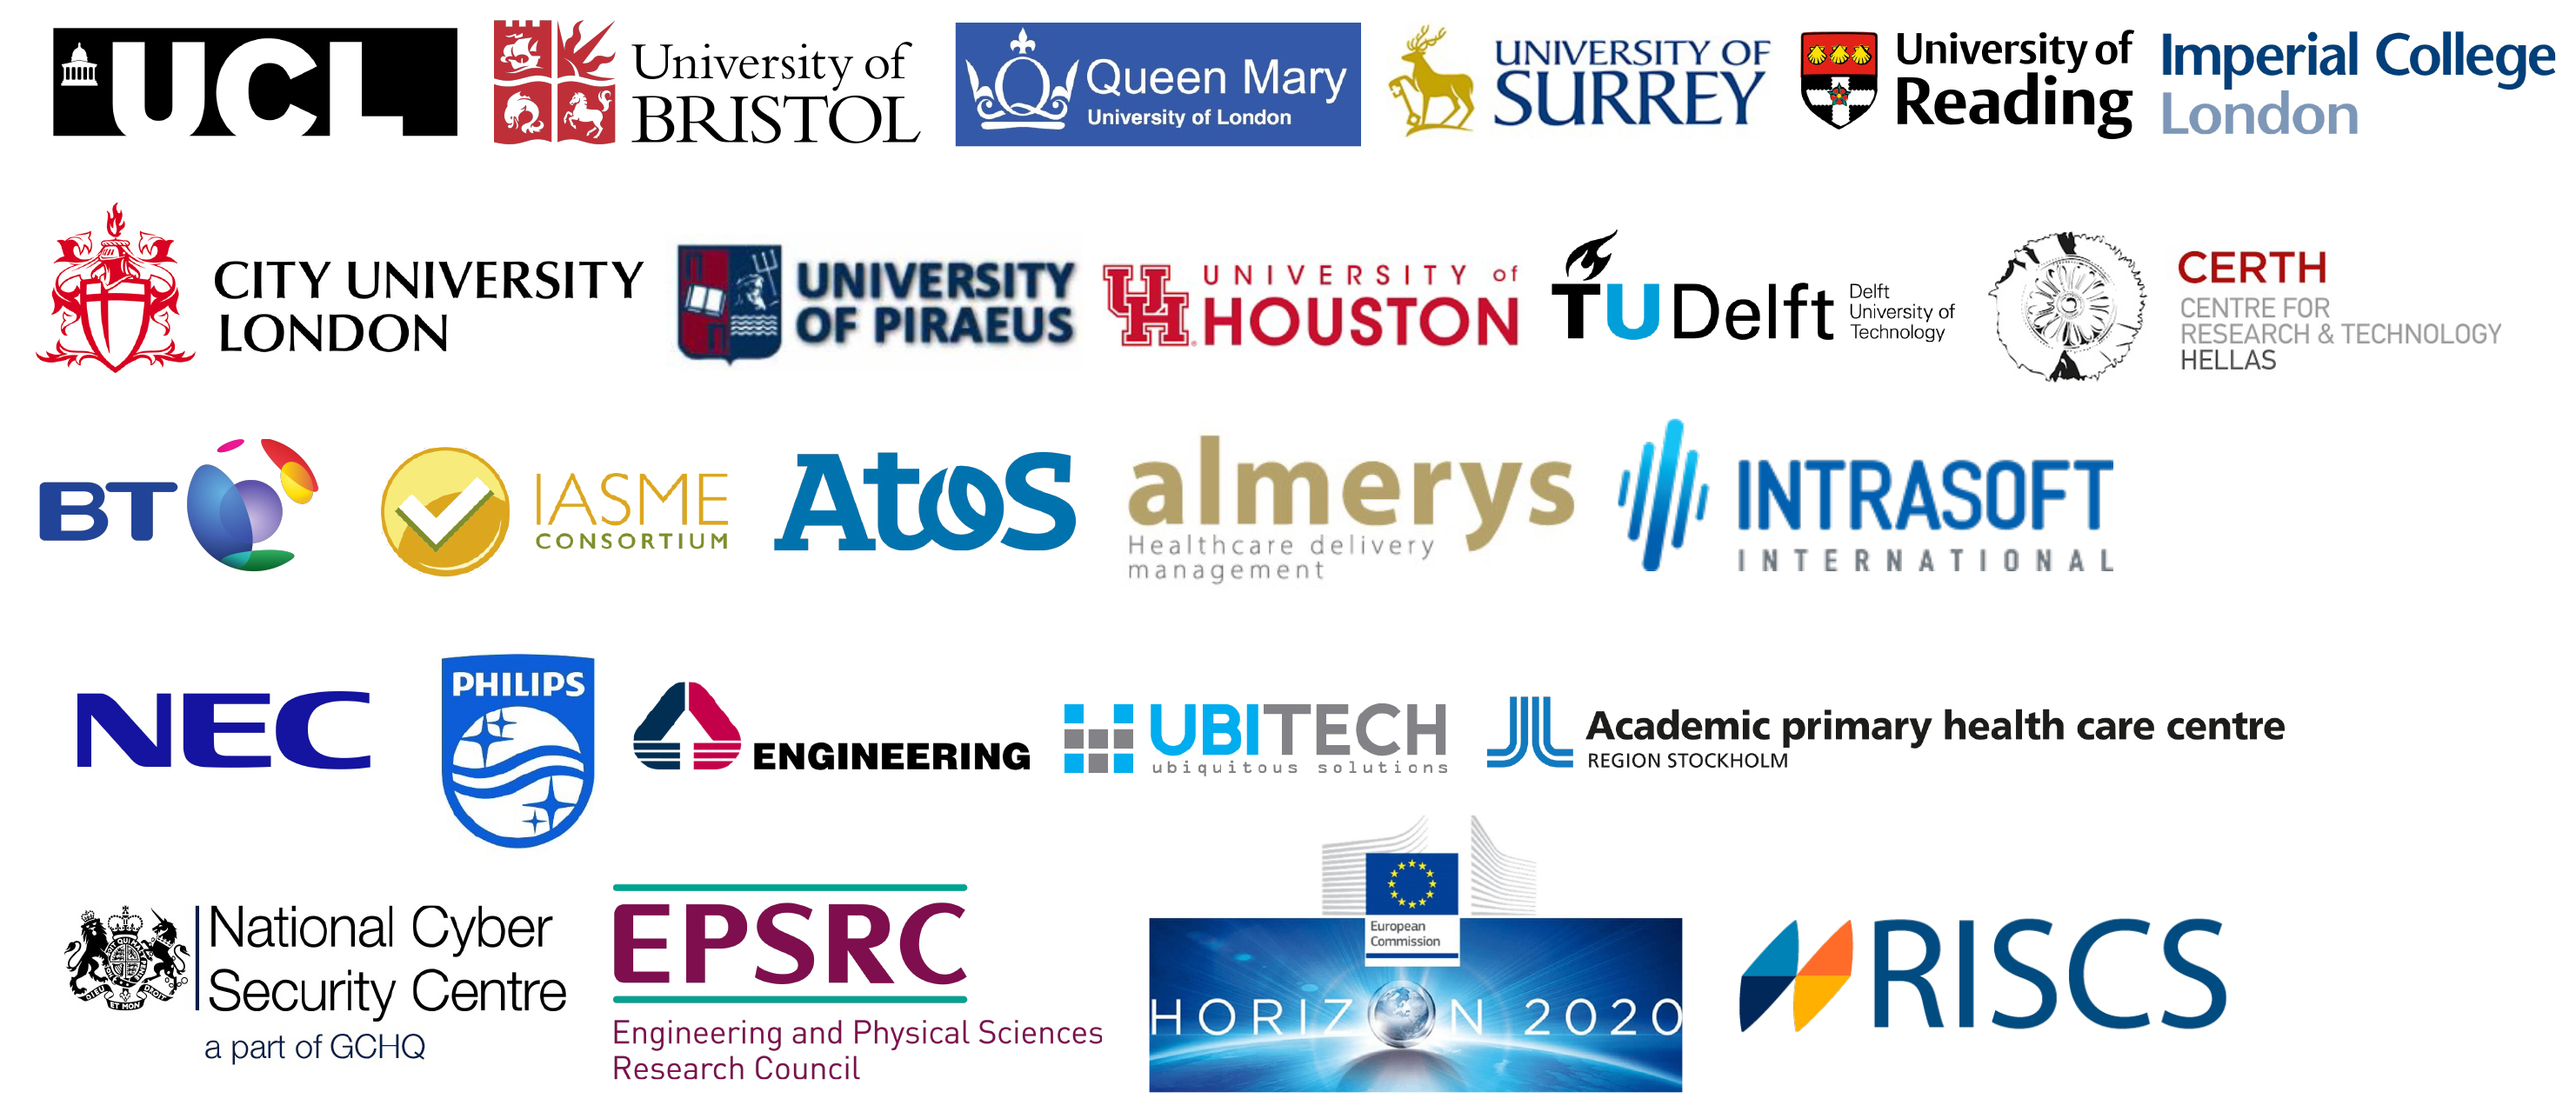 UCL
University of
BRISTOL
Queen Mary
University of London
UNIVERSITY OF
SURREY
University of
Reading
Imperial College
London
CITY UNIVERSITY
LONDON
UNIVERSITY
OF PIRAEUS
UNIVERSITY of
HOUSTON
TUDelft
Delft
University of
Technology
CERTH
CENTRE FOR
RESEARCH & TECHNOLOGY
HELLAS
BT
IASME
CONSORTIUM
Atos
almerys
Healthcare delivery
management
INTRASOFT
INTERNATIONAL
NEC
PHILIPS
ENGINEERING
UBITECH
ubiquitous solutions
Academic primary health care centre
REGION STOCKHOLM
National Cyber
Security Centre
a part of GCHQ
EPSRC
Engineering and Physical Sciences
Research Council
European
Commission
HORIZON 2020
RISCS